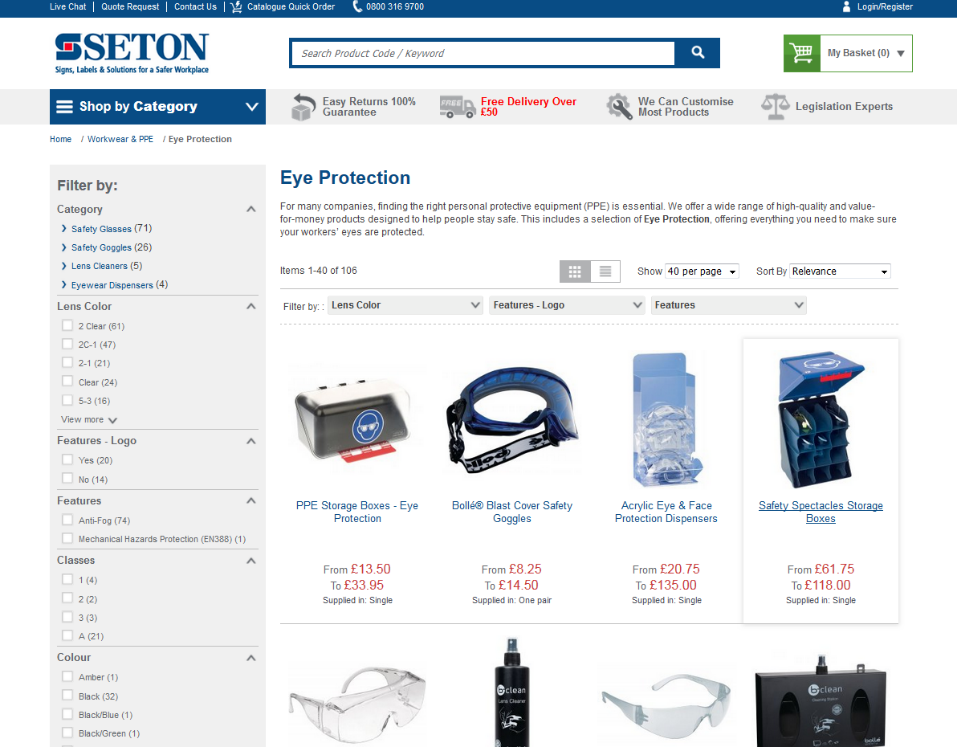 Live Chat | Quote Request | Contact Us | Catalogue Quick Order 0800 316 9700 Login/Register
SETON
Signs, Labels & Solutions for a Safer Workplace
Search Product Code / Keyword
My Basket (0)
Shop by Category
Easy Returns 100%
Guarantee
FREE
Free Delivery Over
£50
We Can Customise
Most Products
Legislation Experts
Home / Workwear & PPE / Eye Protection
Filter by:
Category
Safety Glasses (71)
Safety Goggles (26)
Lens Cleaners (5)
Eyewear Dispensers (4)
Lens Color
2 Clear (61)
2C-1 (47)
2-1 (21)
Clear (24)
5-3 (16)
View more
Features - Logo
Yes (20)
No (14)
Features
Anti-Fog (74)
Mechanical Hazards Protection (EN388) (1)
Classes
1 (4)
2 (2)
3 (3)
A (21)
Colour
Amber (1)
Black (32)
Black/Blue (1)
Black/Green (1)
Eye Protection
For many companies, finding the right personal protective equipment (PPE) is essential. We offer a wide range of high-quality and value-
for-money products designed to help people stay safe. This includes a selection of Eye Protection, offering everything you need to make sure
your workers' eyes are protected.
Items 1-40 of 106
Show 40 per page
Sort By Relevance
Filter by: : Lens Color Features - Logo Features
PPE Storage Boxes - Eye
Protection
From £13.50
To £33.95
Supplied in: Single
Bollé® Blast Cover Safety
Goggles
From £8.25
To £14.50
Supplied in: One pair
Acrylic Eye & Face
Protection Dispensers
From £20.75
To £135.00
Supplied in: Single
Safety Spectacles Storage
Boxes
From £61.75
To £118.00
Supplied in: Single
b-clean
Lens Cleaner
b-clean